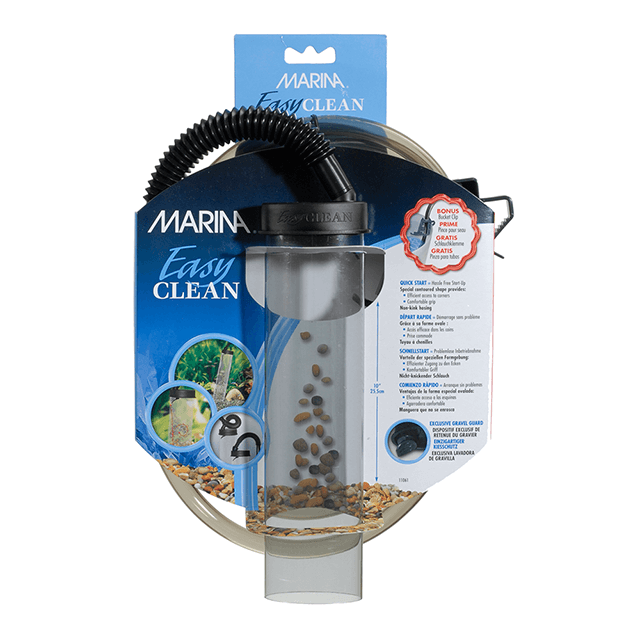 MARINA
Easy CLEAN
Easy CLEAN
MARINA
Easy
CLEAN
BONUS
Bucket Clip
PRIME
Pince pour seau
GRATIS
Schlauchklemme
GRATIS
Pinza para tubos
QUICK START • Hassle Free Start-Up
Special contoured shape provides:
• Efficient access to corners
• Comfortable grip
Non-kink hosing
DÉPART RAPIDE • Démarrage sans problème
Grâce à sa forme ovale :
• Accès efficace dans les coins
• Prise commode
Tuyau à chenilles
SCHNELLSTART • Problemlose Inbetriebnahme
Vorteile der speziellen Formgebung:
• Effizienter Zugang zu den Ecken
• Komfortabler Griff
Nicht-knickender Schlauch
COMIENZO RÁPIDO • Arranque sin problemas
Ventajas de la forma especial ovalada:
• Eficiente acceso a las esquinas
• Agarradera confortable
Manguera que no se enrosca
10"
25,5cm
EXCLUSIVE GRAVEL GUARD
DISPOSITIF EXCLUSIF DE
RETENUE DU GRAVIER
EINZIGARTIGER
KIESSCHUTZ
EXCLUSIVA LAVADORA
DE GRAVILLA
11061